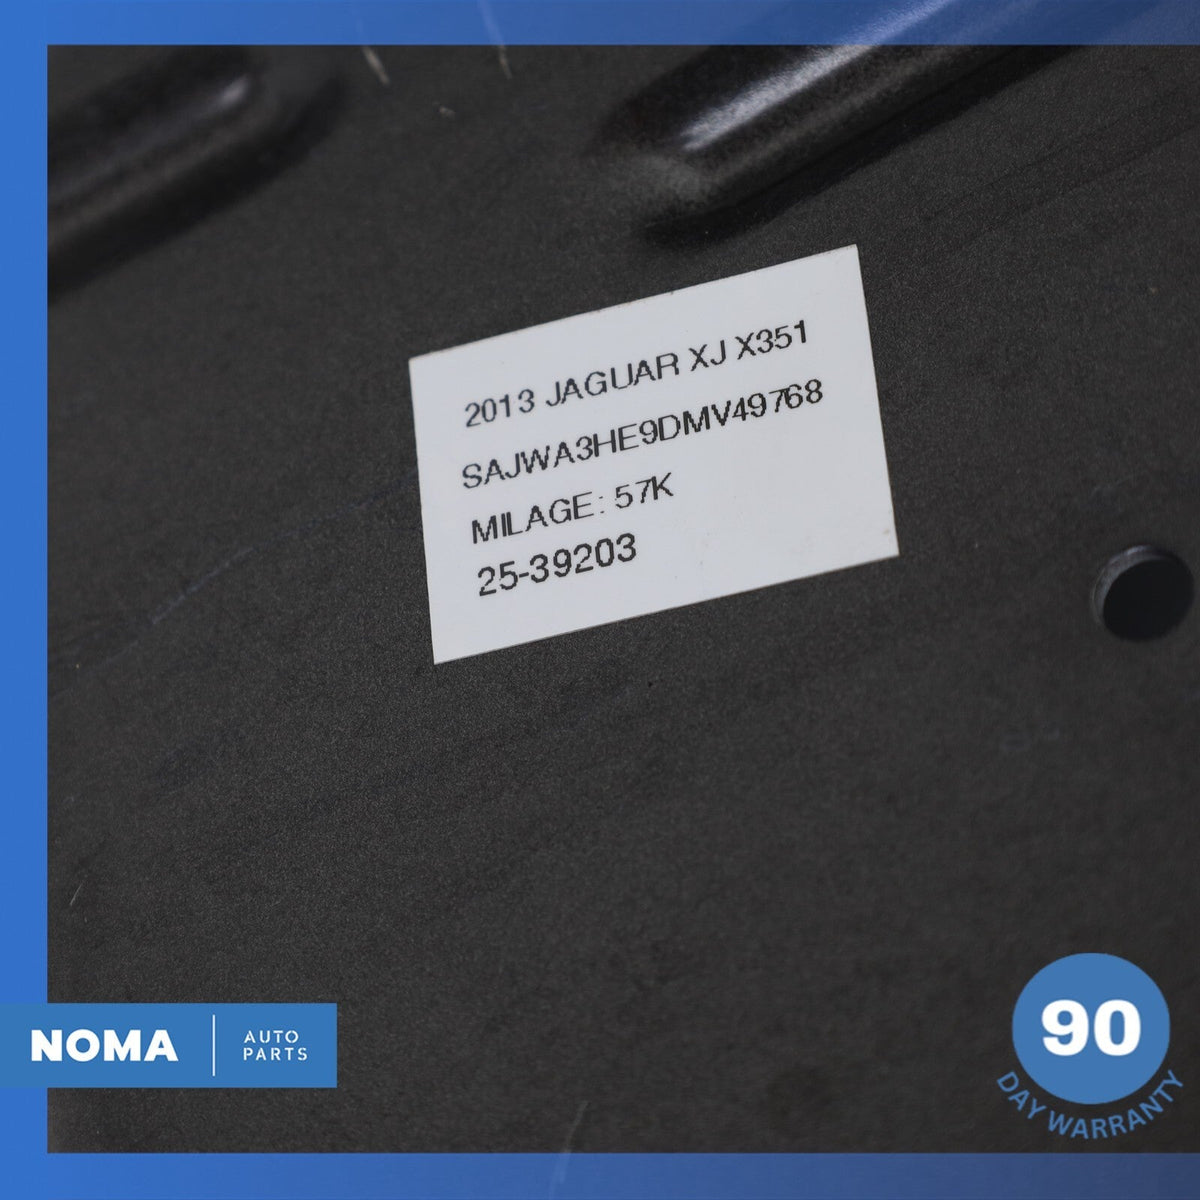 2013 JAGUAR XJ X351
SAJWA3HE9DMV49768
MILAGE: 57K
25-39203
NOMA
AUTO
PARTS
90
DAY WARRANTY